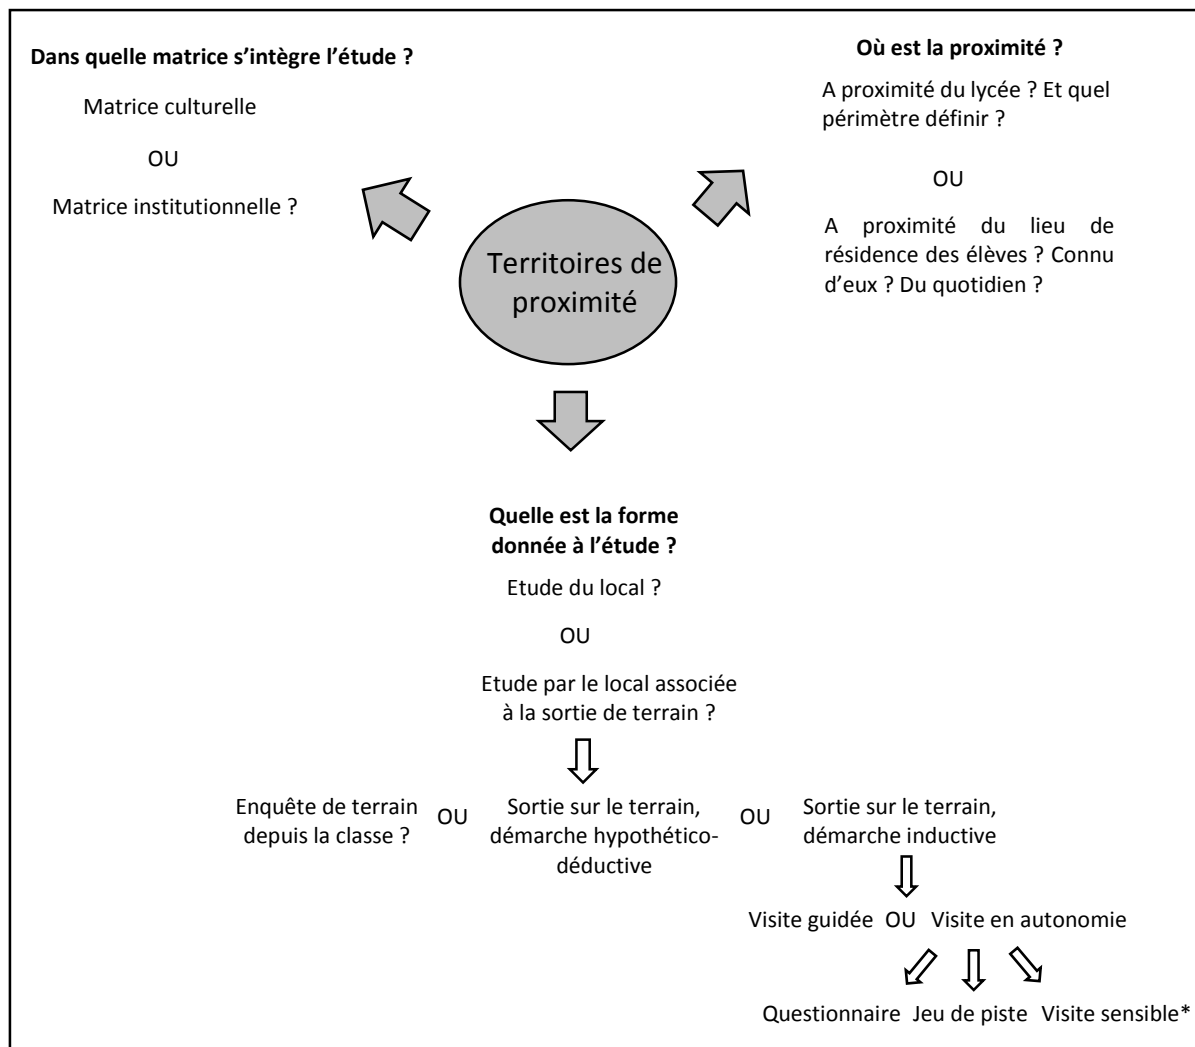 Dans quelle matrice s’intègre l’étude ?
Matrice culturelle
OU
Matrice institutionnelle ?
Où est la proximité ?
A proximité du lycée ? Et quel
périmètre définir ?
OU
A proximité du lieu de
résidence des élèves ? Connu
d’eux ? Du quotidien ?
Territoires de
proximité
Quelle est la forme
donnée à l’étude ?
Etude du local ?
OU
Etude par le local associée
à la sortie de terrain ?
Enquête de terrain
depuis la classe ?
OU
Sortie sur le terrain,
démarche hypothético-
déductive
OU
Sortie sur le terrain,
démarche inductive
Visite guidée OU Visite en autonomie
Questionnaire Jeu de piste Visite sensible*